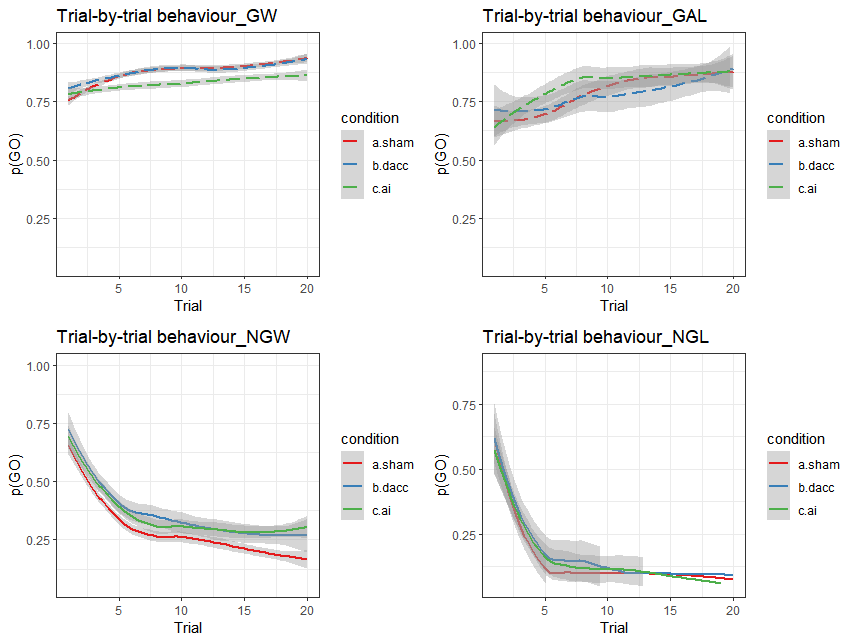 Trial-by-trial behaviour_GW
1.00
0.75
0.50
0.25
p(GO)
5
10
15
20
Trial
condition
a.sham
b.dacc
c.ai
Trial-by-trial behaviour_GAL
1.00
0.75
0.50
0.25
p(GO)
5
10
15
20
Trial
condition
a.sham
b.dacc
c.ai
Trial-by-trial behaviour_NGW
1.00
0.75
0.50
0.25
p(GO)
5
10
15
20
Trial
condition
a.sham
b.dacc
c.ai
Trial-by-trial behaviour_NGL
0.75
0.50
0.25
p(GO)
5
10
15
20
Trial
condition
a.sham
b.dacc
c.ai